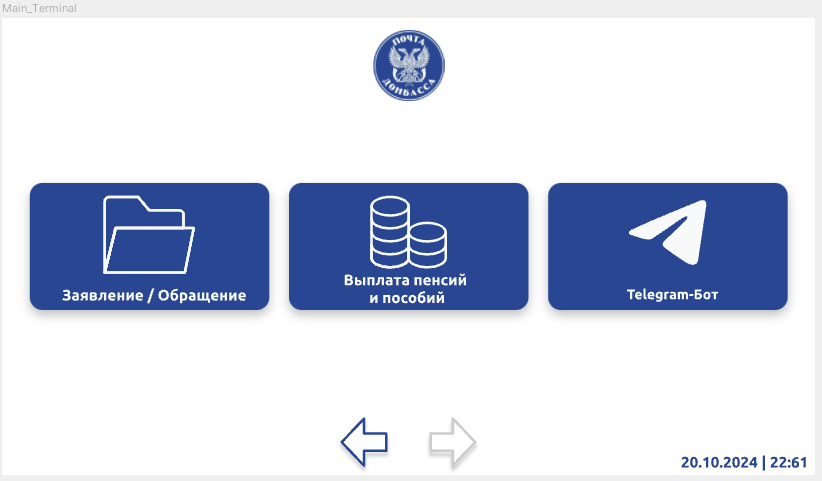 Main_Terminal
ПОЧТА
ДОНБАССА
Заявление / Обращение
Выплата пенсий
и пособий
Telegram-Бот
20.10.2024 | 22:61